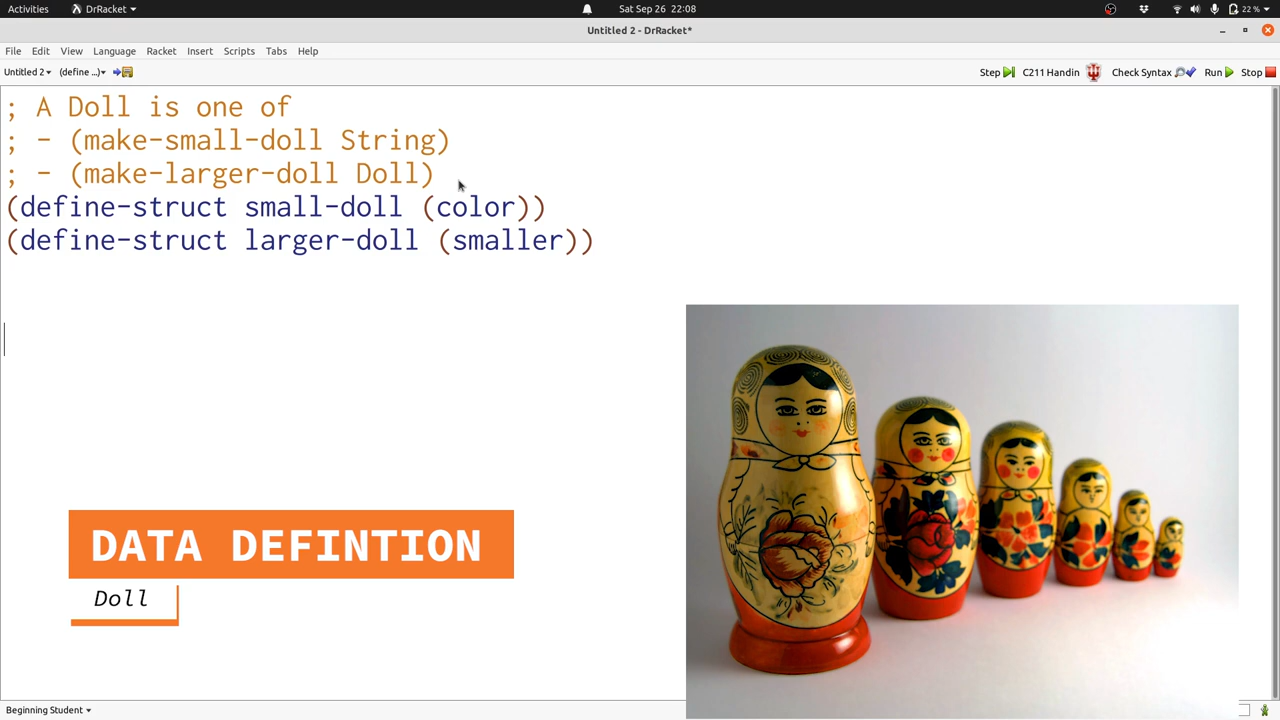 Activities DrRacket Sat Sep 26 22:08 22 %
Untitled 2 - DrRacket*
File Edit View Language Racket Insert Scripts Tabs Help
Untitled 2 (define ...) Step C211 Handin Check Syntax Run Stop
; A Doll is one of
; - (make-small-doll String)
; - (make-larger-doll Doll)
(define-struct small-doll (color))
(define-struct larger-doll (smaller))
DATA DEFINTION
Doll
Beginning Student